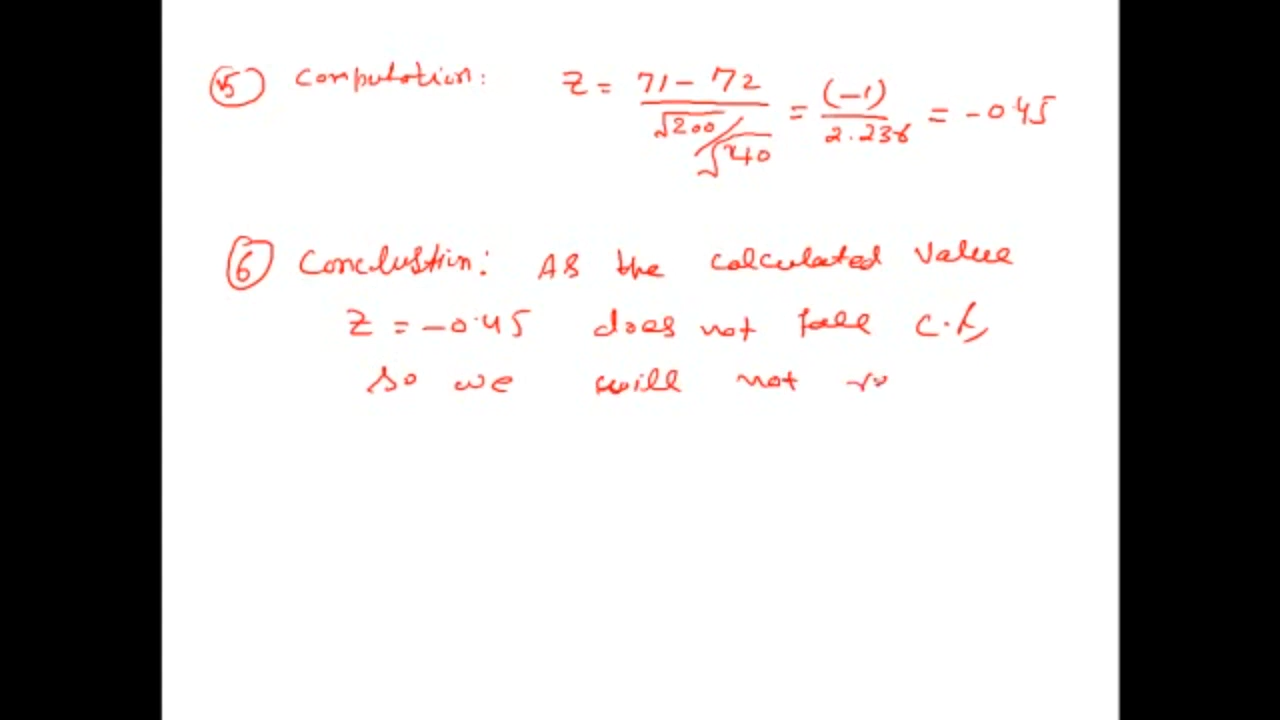 ⑤ Computation: Z = 71 - 72 / √200/√40 = (-1) / 2.236 = -0.45
⑥ Conclustion: As the calculated value
Z = -0.45 does not fall C.R,
so we will not